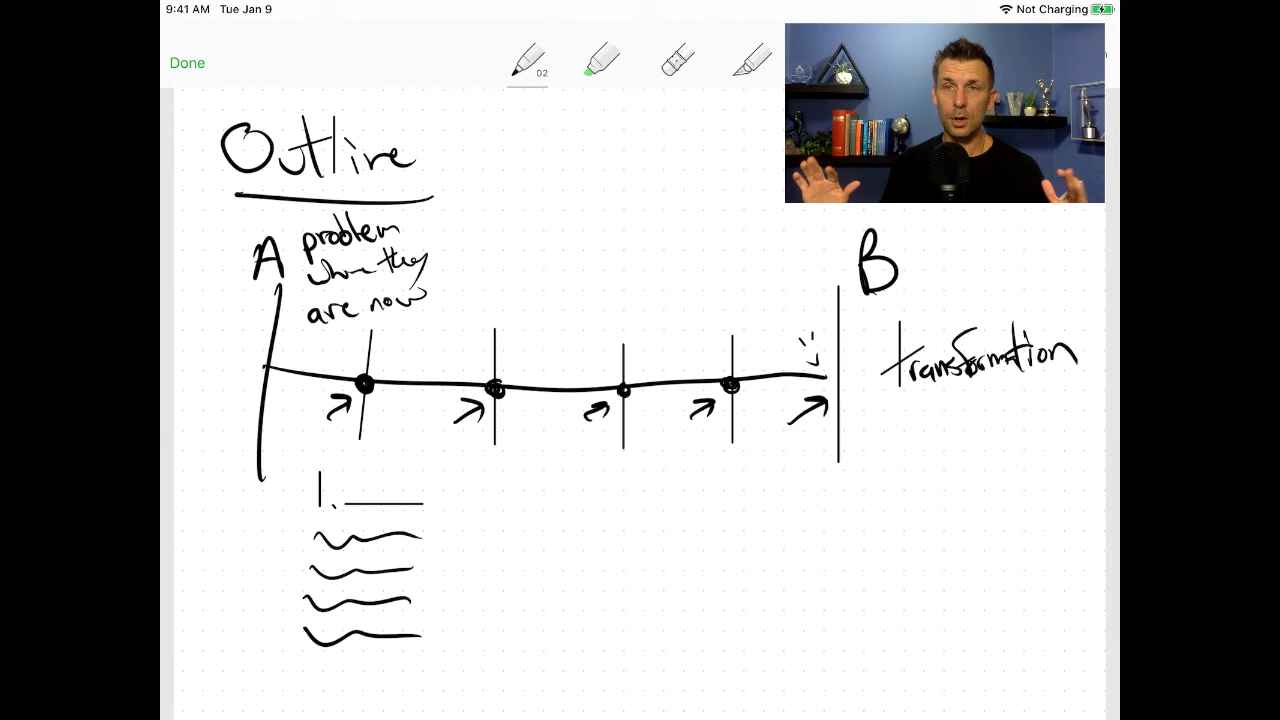 9:41 AM Tue Jan 9
Not Charging
Done
02
Outline
A
problem
where they
are now
B
transformation
1.